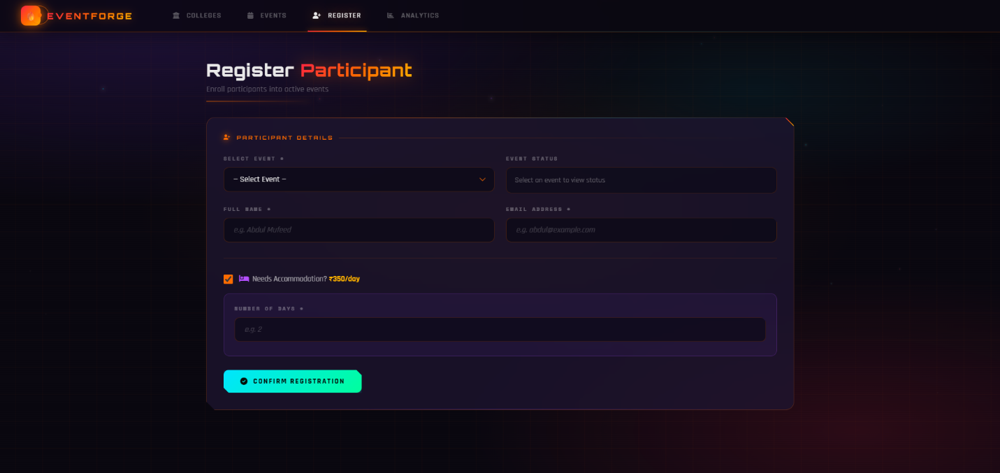 EVENTFORGE
COLLEGES
EVENTS
REGISTER
ANALYTICS
Register Participant
Enroll participants into active events
PARTICIPANT DETAILS
SELECT EVENT *
EVENT STATUS
— Select Event —
Select an event to view status
FULL NAME *
EMAIL ADDRESS *
e.g. Abdul Mufeed
e.g. abdul@example.com
Needs Accommodation? ₹350/day
NUMBER OF DAYS *
e.g. 2
CONFIRM REGISTRATION